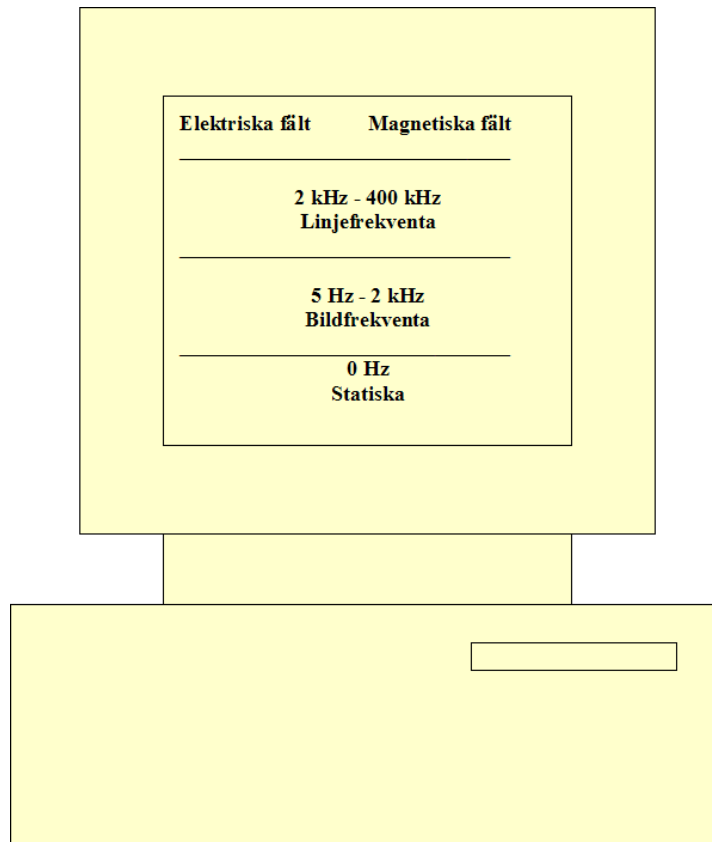 Elektriska fält Magnetiska fält
2 kHz - 400 kHz
Linjefrekventa
5 Hz - 2 kHz
Bildfrekventa
0 Hz
Statiska